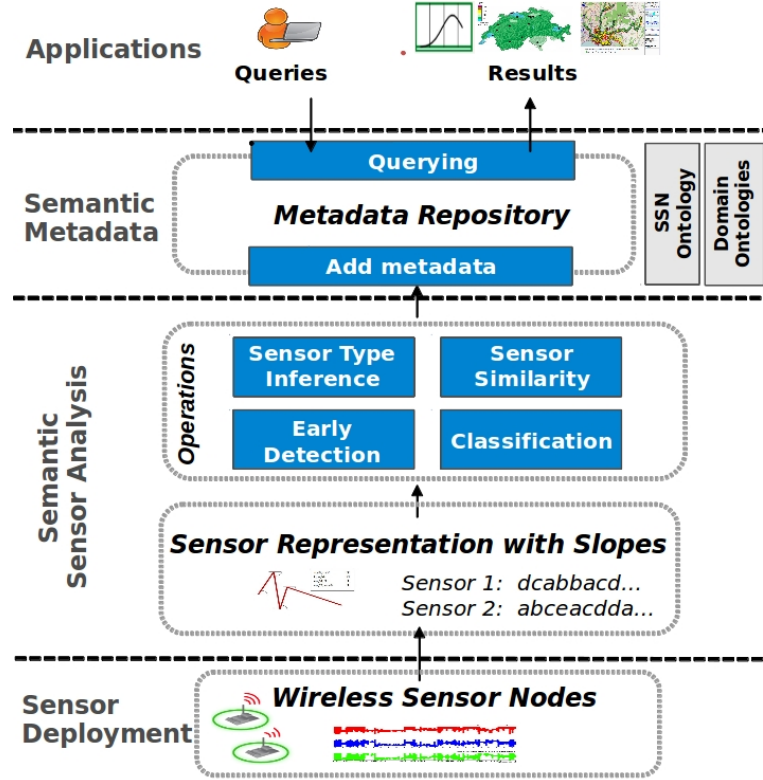 Applications
Queries
Results
Semantic
Metadata
Querying
Metadata Repository
Add metadata
SSN
Ontology
Domain
Ontologies
Semantic
Sensor Analysis
Operations
Sensor Type
Inference
Sensor
Similarity
Early
Detection
Classification
Sensor Representation with Slopes
Sensor 1: dcabbacd...
Sensor 2: abceacdda...
Sensor
Deployment
Wireless Sensor Nodes